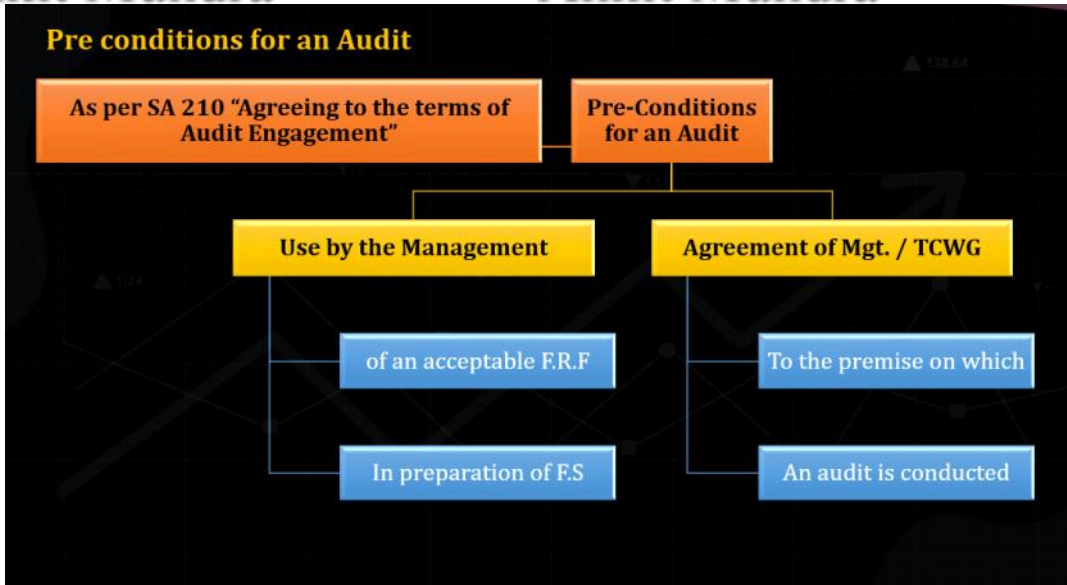 Pre conditions for an Audit
138.64
As per SA 210 “Agreeing to the terms of
Audit Engagement”
Pre-Conditions
for an Audit
Use by the Management
Agreement of Mgt. / TCWG
of an acceptable F.R.F
To the premise on which
In preparation of F.S
An audit is conducted